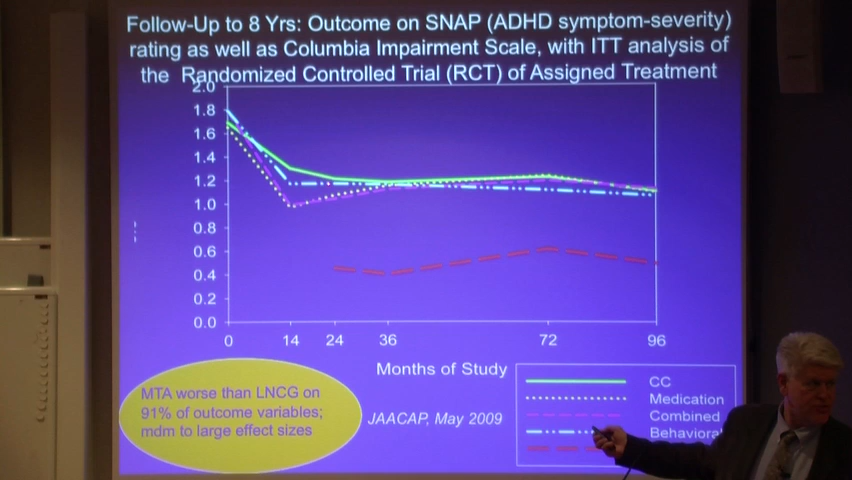 Follow-Up to 8 Yrs: Outcome on SNAP (ADHD symptom-severity)
rating as well as Columbia Impairment Scale, with ITT analysis of
the Randomized Controlled Trial (RCT) of Assigned Treatment
2.0
1.8
1.6
1.4
1.2
1.0
0.8
0.6
0.4
0.2
0.0
0 14 24 36 72 96
Months of Study
MTA worse than LNCG on
91% of outcome variables;
mdm to large effect sizes
JAACAP, May 2009
CC
Medication
Combined
Behavioral